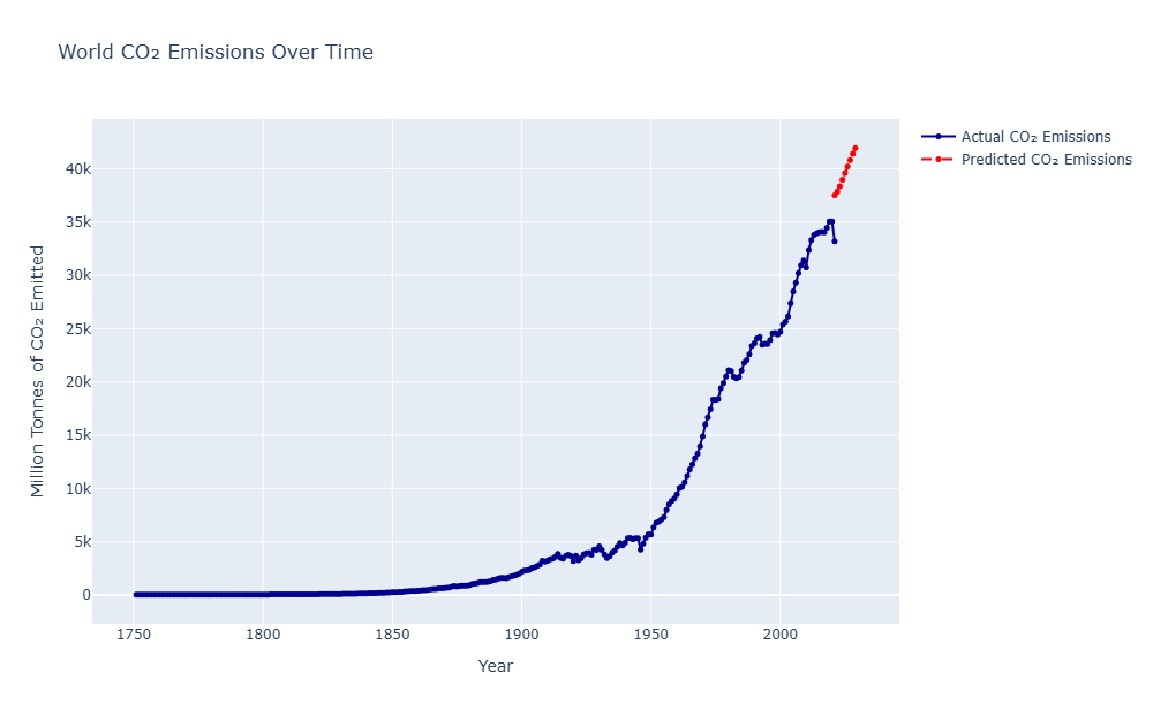 World CO₂ Emissions Over Time
Actual CO₂ Emissions
Predicted CO₂ Emissions
Million Tonnes of CO₂ Emitted
40k
35k
30k
25k
20k
15k
10k
5k
0
1750 1800 1850 1900 1950 2000
Year